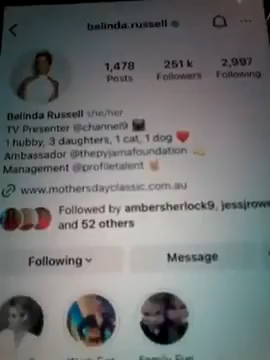 belinda.russell
1,478 251k 2,997
Posts Followers Following
Belinda Russell she/her
TV Presenter @channel9
1 hubby, 3 daughters, 1 cat, 1 dog
Ambassador @thepyjamafoundation
Management @profiletalent
www.mothersdayclassic.com.au
Followed by ambersherlock9, jessjrowe
and 52 others
Following Message